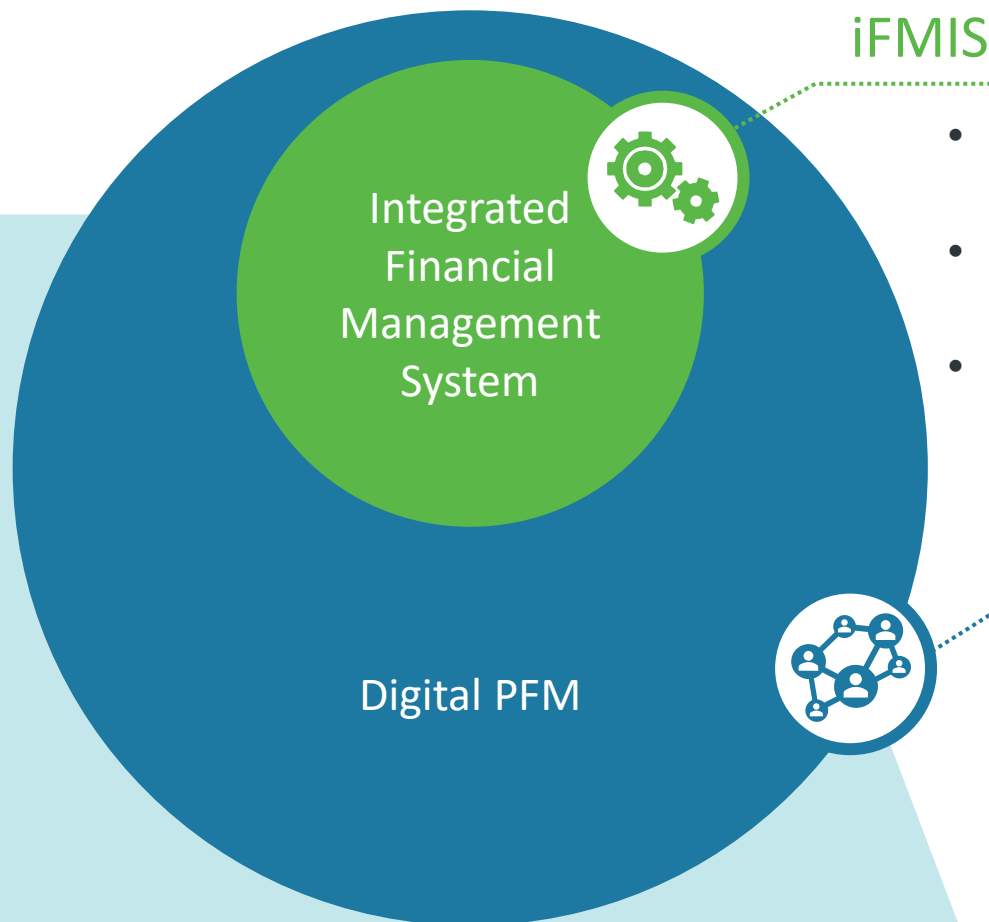 iFMIS
•
•
•
Integrated
Financial
Management
System
Digital PFM